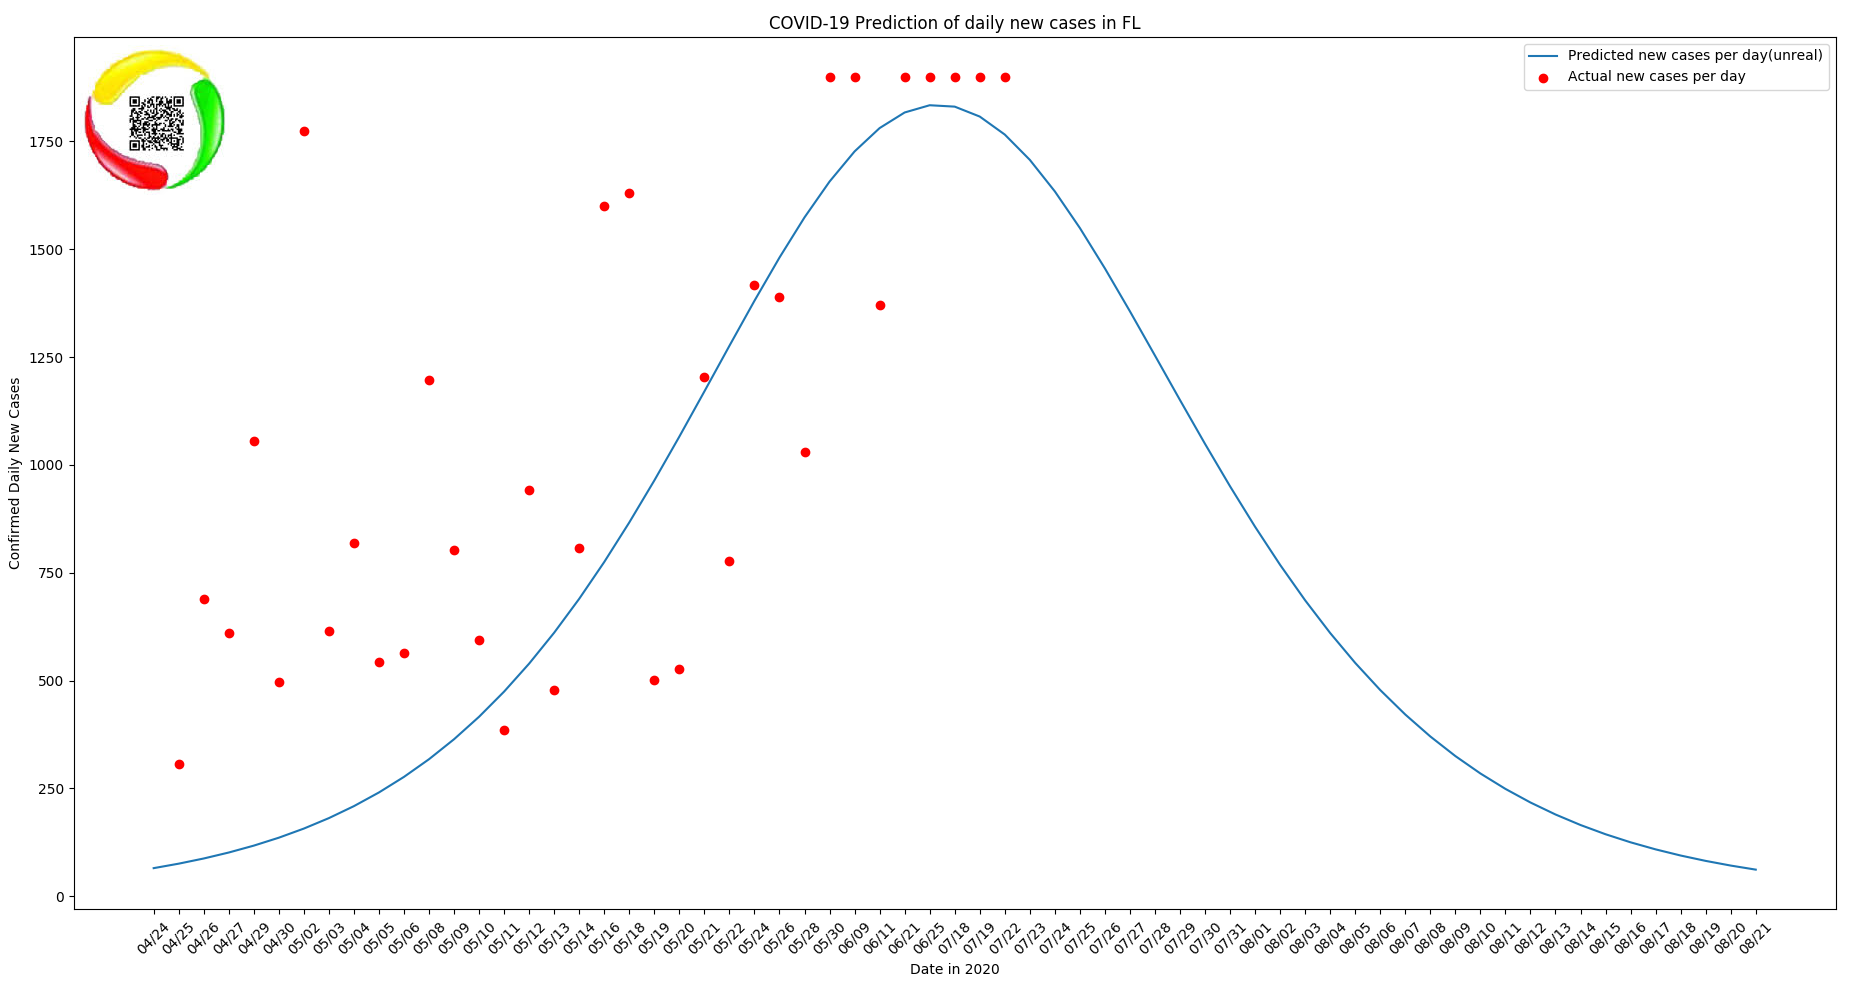 COVID-19 Prediction of daily new cases in FL
Predicted new cases per day(unreal)
Actual new cases per day
Confirmed Daily New Cases
1750
1500
1250
1000
750
500
250
0
04/24 04/25 04/26 04/27 04/29 04/30 05/02 05/03 05/04 05/05 05/06 05/08 05/09 05/10 05/11 05/12 05/13 05/14 05/16 05/18 05/19 05/20 05/21 05/22 05/24 05/26 05/28 05/30 06/09 06/11 06/21 06/25 07/18 07/19 07/22 07/23 07/24 07/25 07/26 07/27 07/28 07/29 07/30 07/31 08/01 08/02 08/03 08/04 08/05 08/06 08/07 08/08 08/09 08/10 08/11 08/12 08/13 08/14 08/15 08/16 08/17 08/18 08/19 08/20 08/21
Date in 2020